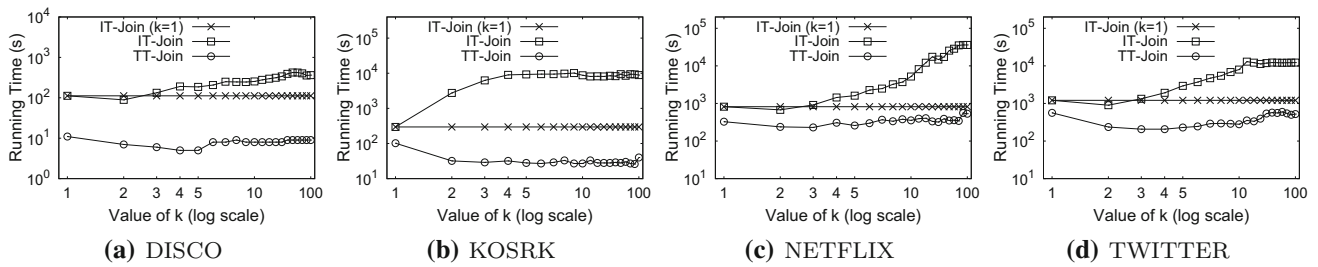 Running Time (s)
10⁴
10³
10²
10¹
10⁰
IT-Join (k=1)
IT-Join
TT-Join
1 2 3 4 5 10 100
Value of k (log scale)
(a) DISCO
Running Time (s)
10⁵
10⁴
10³
10²
10¹
IT-Join (k=1)
IT-Join
TT-Join
1 2 3 4 5 10 100
Value of k (log scale)
(b) KOSRK
Running Time (s)
10⁵
10⁴
10³
10²
10¹
IT-Join (k=1)
IT-Join
TT-Join
1 2 3 4 5 10 100
Value of k (log scale)
(c) NETFLIX
Running Time (s)
10⁵
10⁴
10³
10²
10¹
IT-Join (k=1)
IT-Join
TT-Join
1 2 3 4 5 10 100
Value of k (log scale)
(d) TWITTER